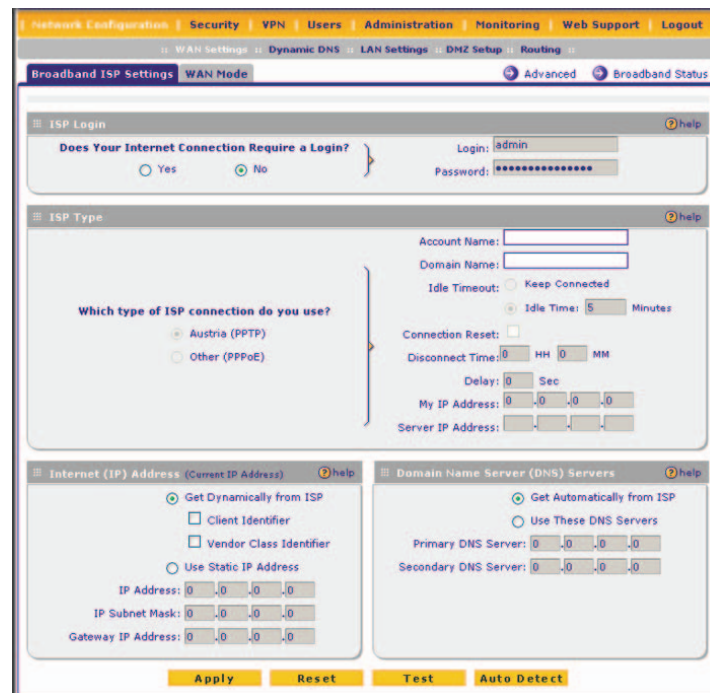 Network Configuration | Security | VPN | Users | Administration | Monitoring | Web Support | Logout
:: WAN Settings :: Dynamic DNS :: LAN Settings :: DMZ Setup :: Routing ::
Broadband ISP Settings WAN Mode Advanced Broadband Status
ISP Login help
Does Your Internet Connection Require a Login?
Yes No
Login: admin
Password: •••••••••••••••
ISP Type help
Which type of ISP connection do you use?
Austria (PPTP)
Other (PPPoE)
Account Name:
Domain Name:
Idle Timeout: Keep Connected
Idle Time: 5 Minutes
Connection Reset:
Disconnect Time: 0 HH 0 MM
Delay: 0 Sec
My IP Address: 0 .0 .0 .0
Server IP Address: . . .
Internet (IP) Address (Current IP Address) help
Get Dynamically from ISP
Client Identifier
Vendor Class Identifier
Use Static IP Address
IP Address: 0 .0 .0 .0
IP Subnet Mask: 0 .0 .0 .0
Gateway IP Address: 0 .0 .0 .0
Domain Name Server (DNS) Servers help
Get Automatically from ISP
Use These DNS Servers
Primary DNS Server: 0 .0 .0 .0
Secondary DNS Server: 0 .0 .0 .0
Apply Reset Test Auto Detect